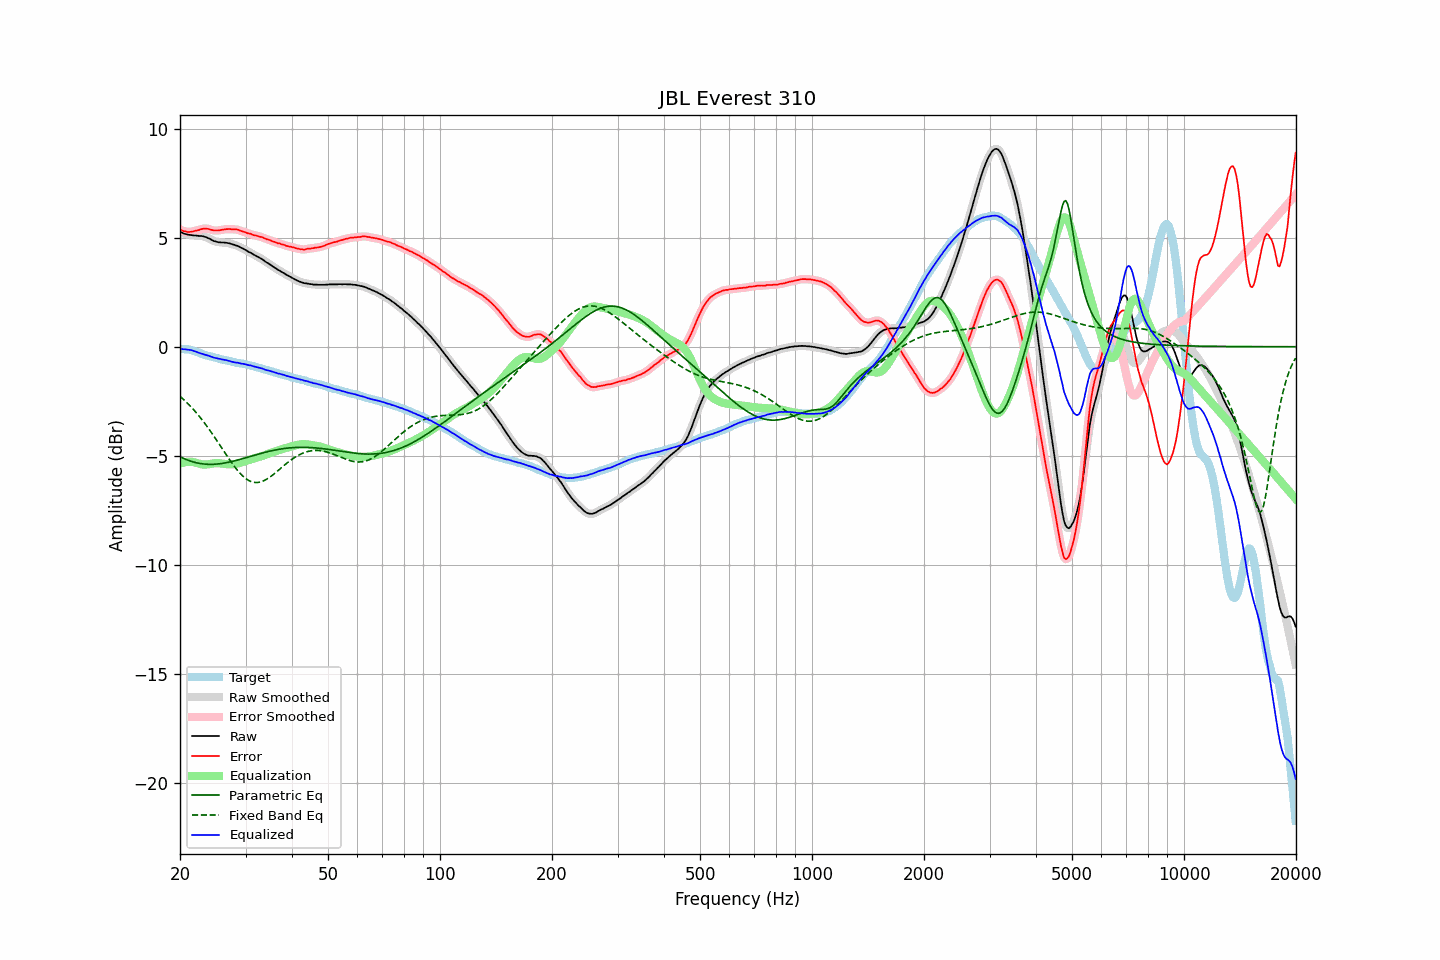 JBL Everest 310
Amplitude (dBr)
10
5
0
−5
−10
−15
−20
Target
Raw Smoothed
Error Smoothed
Raw
Error
Equalization
Parametric Eq
Fixed Band Eq
Equalized
20 50 100 200 500 1000 2000 5000 10000 20000
Frequency (Hz)